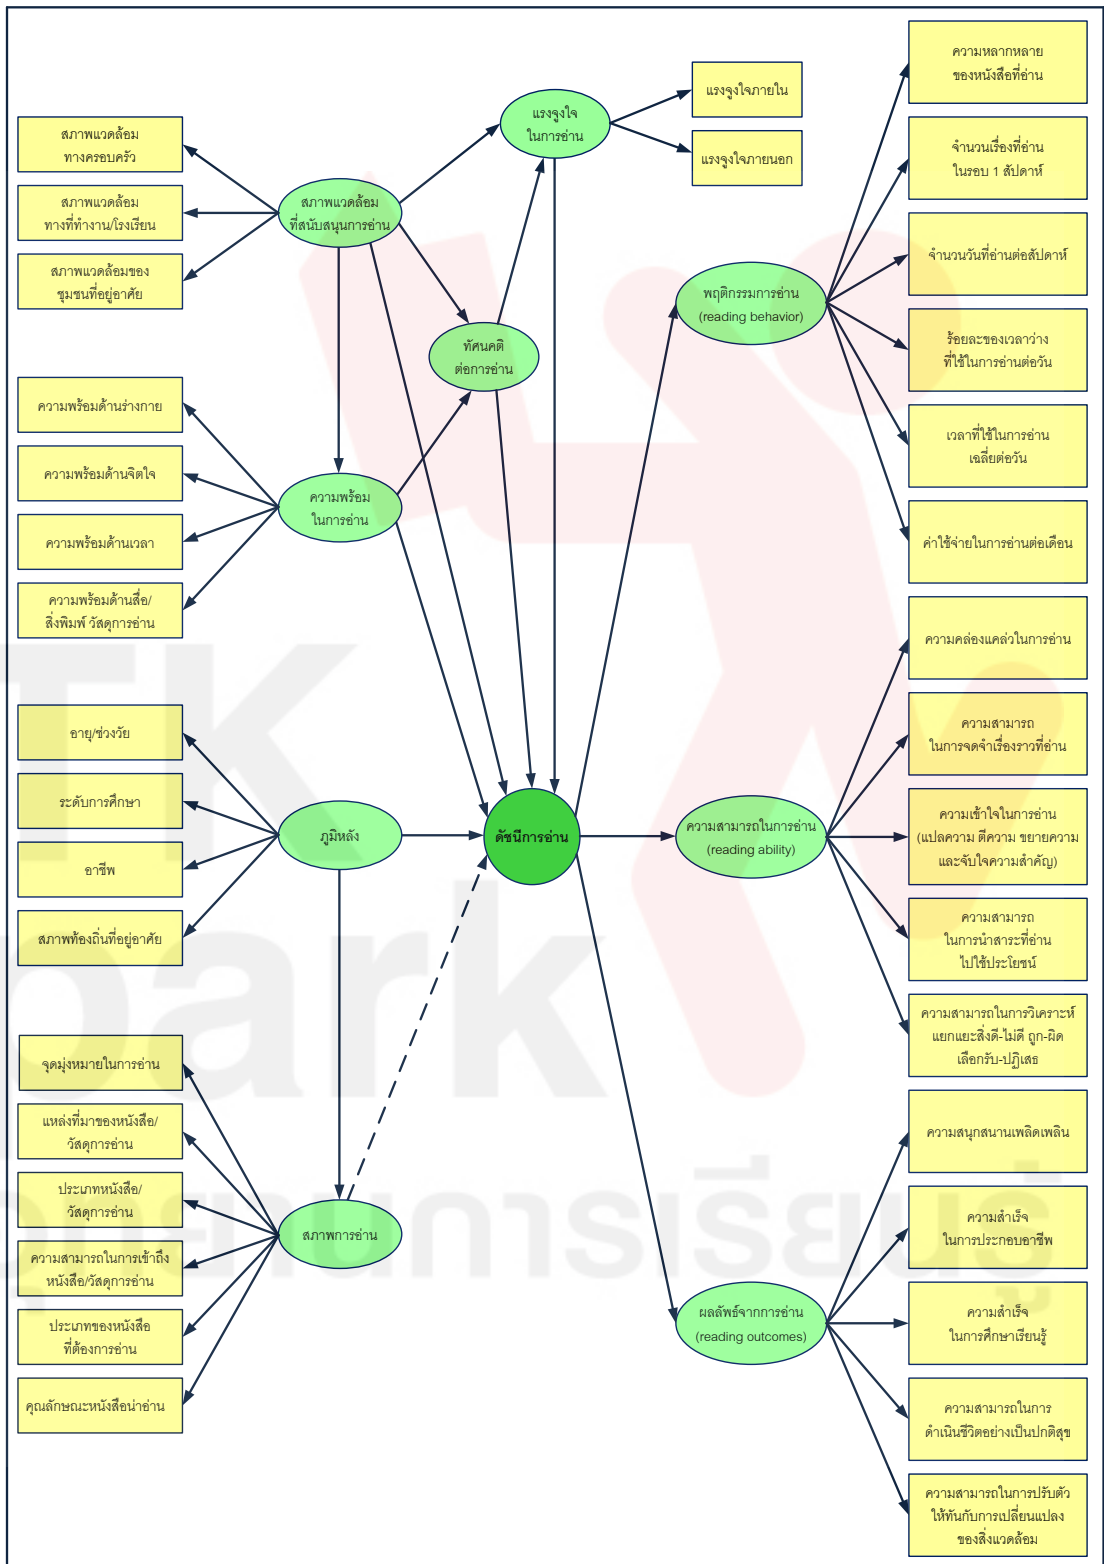 สภาพแวดล้อม
ทางครอบครัว
สภาพแวดล้อม
ทางที่ทำงาน/โรงเรียน
สภาพแวดล้อมของ
ชุมชนที่อยู่อาศัย
ความพร้อมด้านร่างกาย
ความพร้อมด้านจิตใจ
ความพร้อมด้านเวลา
ความพร้อมด้านสื่อ/
สิ่งพิมพ์ วัสดุการอ่าน
อายุ/ช่วงวัย
ระดับการศึกษา
อาชีพ
สภาพท้องถิ่นที่อยู่อาศัย
จุดมุ่งหมายในการอ่าน
แหล่งที่มาของหนังสือ/
วัสดุการอ่าน
ประเภทหนังสือ/
วัสดุการอ่าน
ความสามารถในการเข้าถึง
หนังสือ/วัสดุการอ่าน
ประเภทของหนังสือ
ที่ต้องการอ่าน
คุณลักษณะหนังสือน่าอ่าน
สภาพแวดล้อม
ที่สนับสนุนการอ่าน
ความพร้อม
ในการอ่าน
ภูมิหลัง
สภาพการอ่าน
แรงจูงใจ
ในการอ่าน
ทัศนคติ
ต่อการอ่าน
ดัชนีการอ่าน
แรงจูงใจภายใน
แรงจูงใจภายนอก
พฤติกรรมการอ่าน
(reading behavior)
ความสามารถในการอ่าน
(reading ability)
ผลลัพธ์จากการอ่าน
(reading outcomes)
ความหลากหลาย
ของหนังสือที่อ่าน
จำนวนเรื่องที่อ่าน
ในรอบ 1 สัปดาห์
จำนวนวันที่อ่านต่อสัปดาห์
ร้อยละของเวลาว่าง
ที่ใช้ในการอ่านต่อวัน
เวลาที่ใช้ในการอ่าน
เฉลี่ยต่อวัน
ค่าใช้จ่ายในการอ่านต่อเดือน
ความคล่องแคล่วในการอ่าน
ความสามารถ
ในการจดจำเรื่องราวที่อ่าน
ความเข้าใจในการอ่าน
(แปลความ ตีความ ขยายความ
และจับใจความสำคัญ)
ความสามารถ
ในการนำสาระที่อ่าน
ไปใช้ประโยชน์
ความสามารถในการวิเคราะห์
แยกแยะสิ่งดี-ไม่ดี ถูก-ผิด
เลือกรับ-ปฏิเสธ
ความสนุกสนานเพลิดเพลิน
ความสำเร็จ
ในการประกอบอาชีพ
ความสำเร็จ
ในการศึกษาเรียนรู้
ความสามารถในการ
ดำเนินชีวิตอย่างเป็นปกติสุข
ความสามารถในการปรับตัว
ให้ทันกับการเปลี่ยนแปลง
ของสิ่งแวดล้อม
TK
park
อุทยานการเรียนรู้